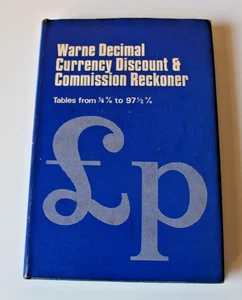 Warne Decimal
Currency Discount &
Commission Reckoner
Tables from ¼% to 97½%
£p